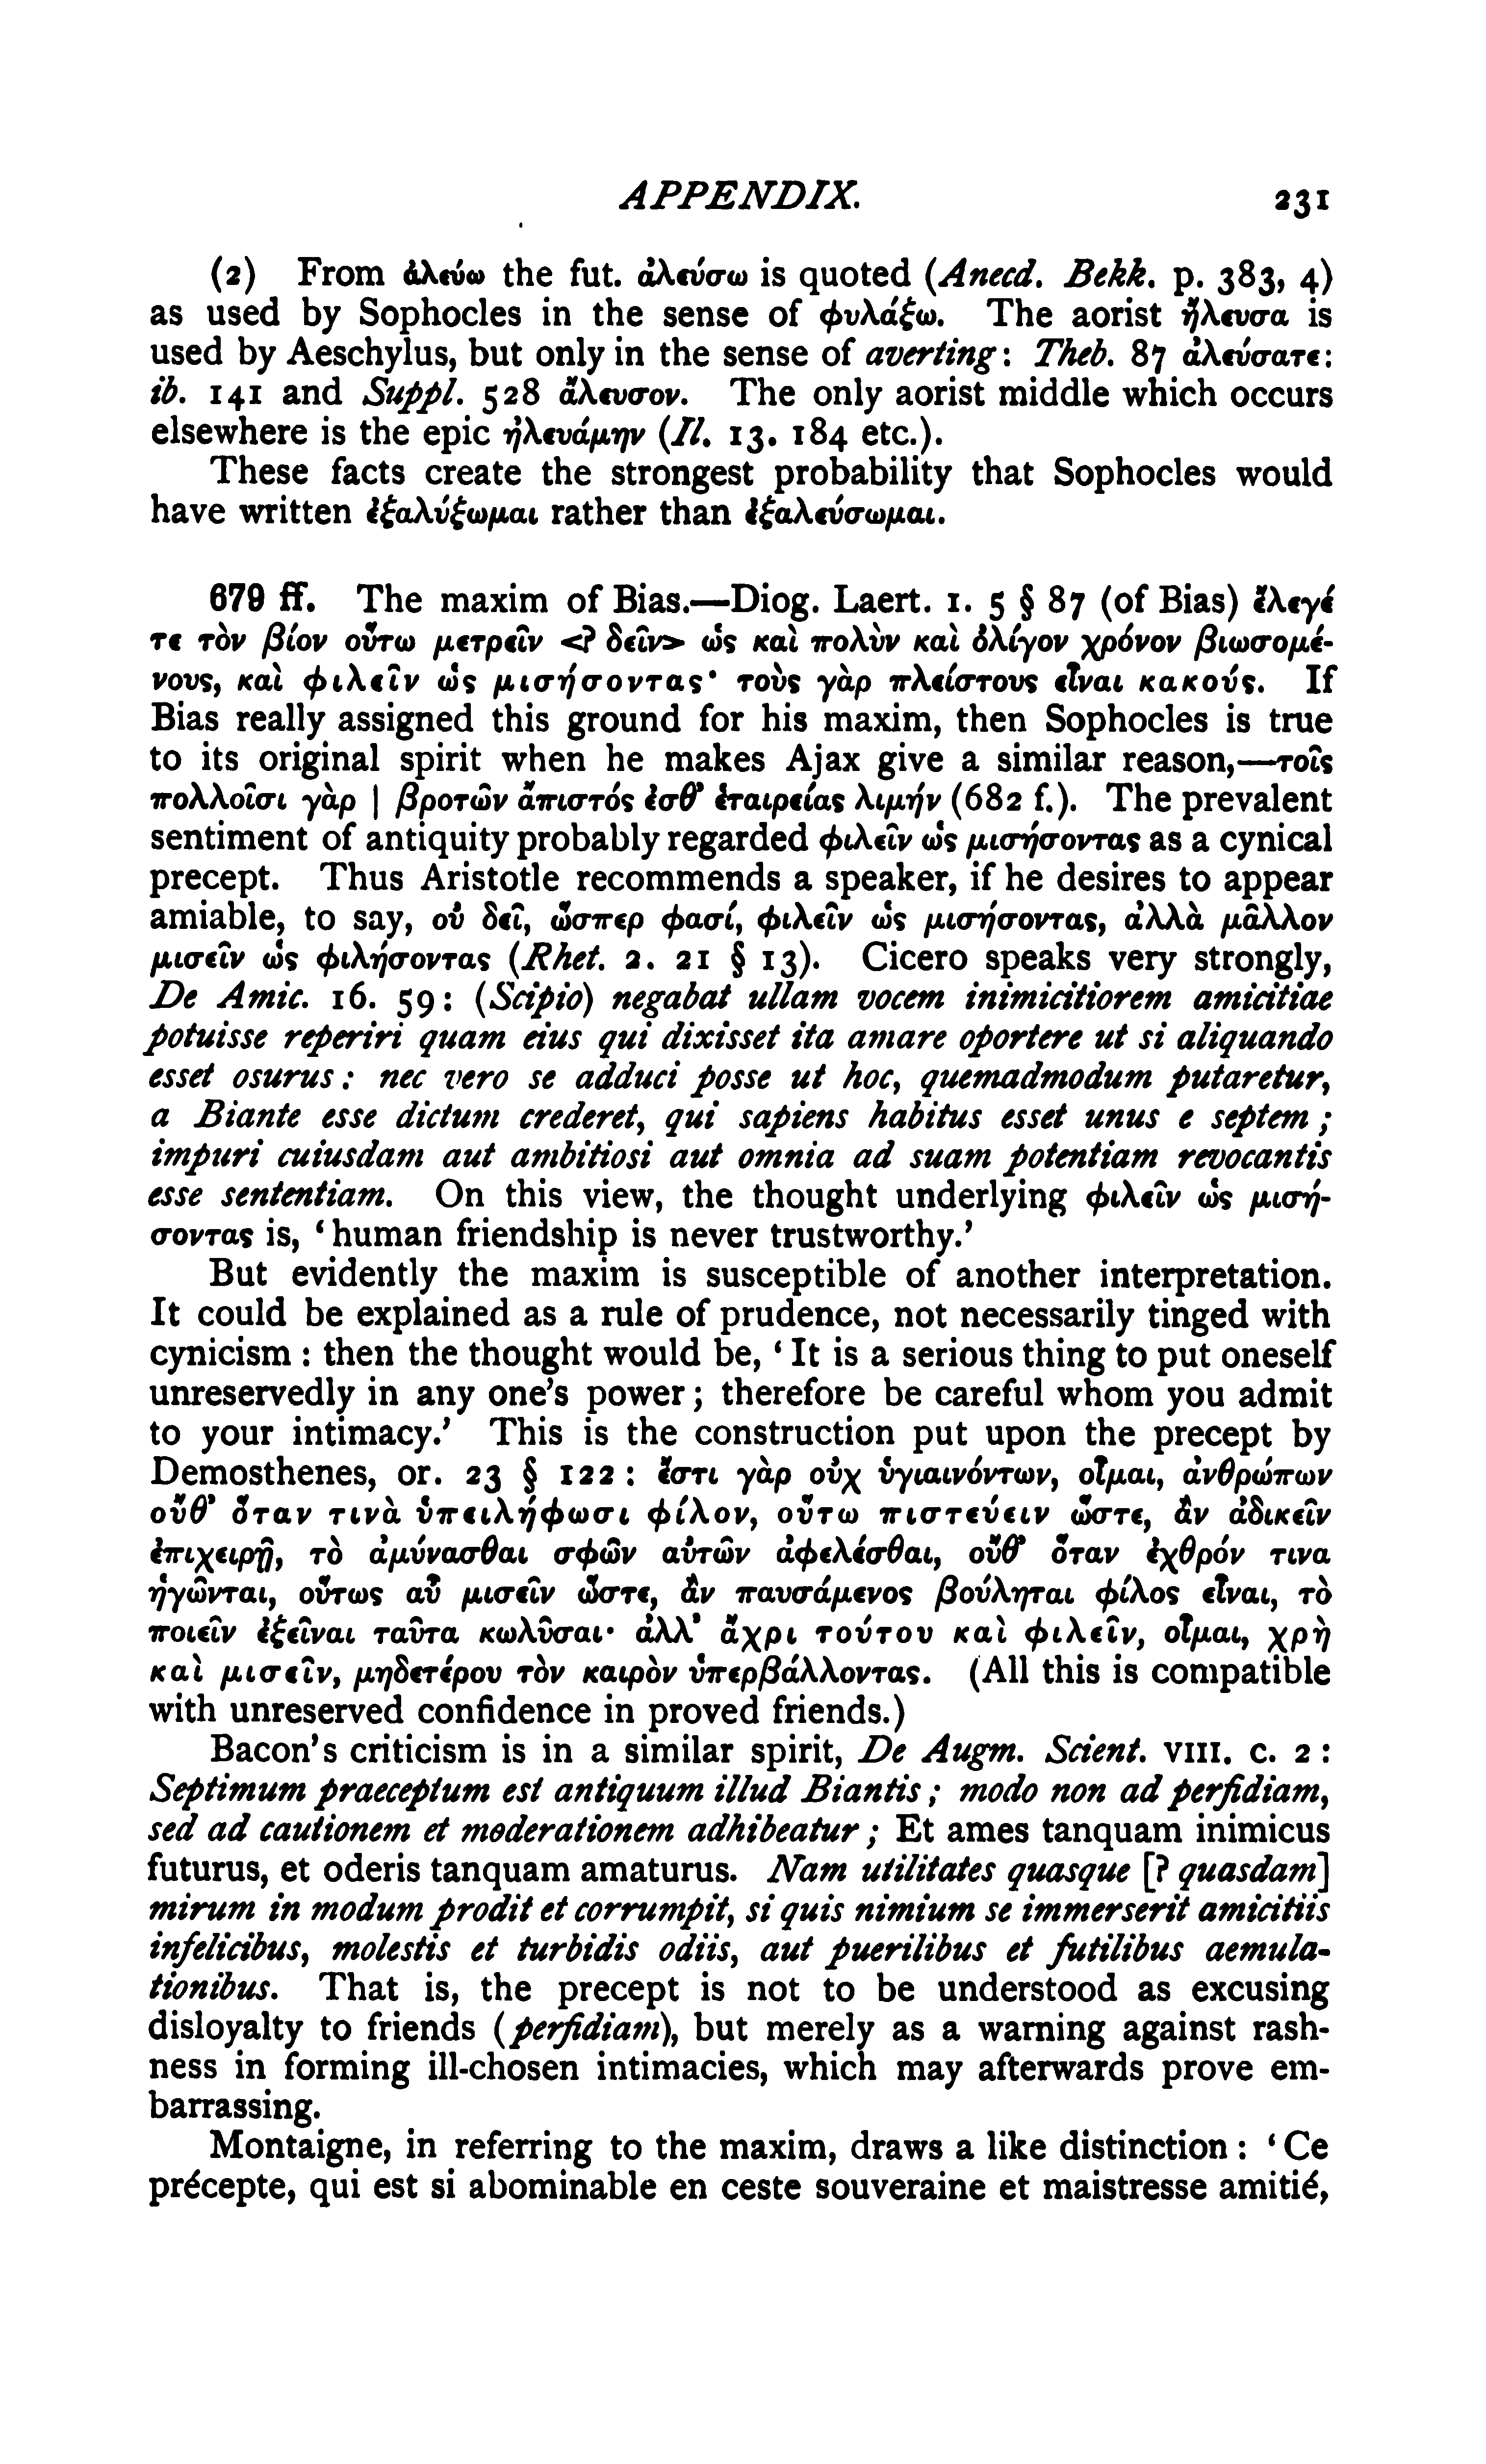 APPENDIX. 231
(2) From ἀλεύω the fut. ἀλεύσω is quoted (Anecd. Bekk. p. 383, 4)
as used by Sophocles in the sense of φυλάξω. The aorist ἤλευσα is
used by Aeschylus, but only in the sense of averting: Theb. 87 ἀλεύσατε:
ib. 141 and Suppl. 528 ἄλευσον. The only aorist middle which occurs
elsewhere is the epic ἠλευάμην (Il. 13. 184 etc.).
These facts create the strongest probability that Sophocles would
have written ἐξαλύξωμαι rather than ἐξαλεύσωμαι.
679 ff. The maxim of Bias.—Diog. Laert. 1. 5 § 87 (of Bias) ἔλεγέ
τε τὸν βίον οὕτω μετρεῖν <? δεῖν> ὡς καὶ πολὺν καὶ ὀλίγον χρόνον βιωσομέ-
νους, καὶ φιλεῖν ὡς μισήσοντας· τοὺς γὰρ πλείστους εἶναι κακούς. If
Bias really assigned this ground for his maxim, then Sophocles is true
to its original spirit when he makes Ajax give a similar reason,—τοῖς
πολλοῖσι γὰρ | βροτῶν ἄπιστός ἐσθ' ἑταιρείας λιμήν (682 f.). The prevalent
sentiment of antiquity probably regarded φιλεῖν ὡς μισήσοντας as a cynical
precept. Thus Aristotle recommends a speaker, if he desires to appear
amiable, to say, οὐ δεῖ, ὥσπερ φασί, φιλεῖν ὡς μισήσοντας, ἀλλὰ μᾶλλον
μισεῖν ὡς φιλήσοντας (Rhet. 2. 21 § 13). Cicero speaks very strongly,
De Amic. 16. 59: (Scipio) negabat ullam vocem inimicitiorem amicitiae
potuisse reperiri quam eius qui dixisset ita amare oportere ut si aliquando
esset osurus: nec vero se adduci posse ut hoc, quemadmodum putaretur,
a Biante esse dictum crederet, qui sapiens habitus esset unus e septem;
impuri cuiusdam aut ambitiosi aut omnia ad suam potentiam revocantis
esse sententiam. On this view, the thought underlying φιλεῖν ὡς μισή-
σοντας is, 'human friendship is never trustworthy.'
But evidently the maxim is susceptible of another interpretation.
It could be explained as a rule of prudence, not necessarily tinged with
cynicism: then the thought would be, 'It is a serious thing to put oneself
unreservedly in any one's power; therefore be careful whom you admit
to your intimacy.' This is the construction put upon the precept by
Demosthenes, or. 23 § 122: ἔστι γὰρ οὐχ ὑγιαινόντων, οἶμαι, ἀνθρώπων
οὔθ' ὅταν τινὰ ὑπειλήφωσι φίλον, οὕτω πιστεύειν ὥστε, ἂν ἀδικεῖν
ἐπιχειρῇ, τὸ ἀμύνασθαι σφῶν αὐτῶν ἀφελέσθαι, οὔθ' ὅταν ἐχθρόν τινα
ἡγῶνται, οὕτως αὖ μισεῖν ὥστε, ἂν παυσάμενος βούληται φίλος εἶναι, τὸ
ποιεῖν ἐξεῖναι ταῦτα κωλῦσαι· ἀλλ' ἄχρι τούτου καὶ φιλεῖν, οἶμαι, χρὴ
καὶ μισεῖν, μηδετέρου τὸν καιρὸν ὑπερβάλλοντας. (All this is compatible
with unreserved confidence in proved friends.)
Bacon's criticism is in a similar spirit, De Augm. Scient. VIII. c. 2:
Septimum praeceptum est antiquum illud Biantis; modo non ad perfidiam,
sed ad cautionem et moderationem adhibeatur; Et ames tanquam inimicus
futurus, et oderis tanquam amaturus. Nam utilitates quasque [? quasdam]
mirum in modum prodit et corrumpit, si quis nimium se immerserit amicitiis
infelicibus, molestis et turbidis odiis, aut puerilibus et futilibus aemula-
tionibus. That is, the precept is not to be understood as excusing
disloyalty to friends (perfidiam), but merely as a warning against rash-
ness in forming ill-chosen intimacies, which may afterwards prove em-
barrassing.
Montaigne, in referring to the maxim, draws a like distinction: 'Ce
précepte, qui est si abominable en ceste souveraine et maistresse amitié,